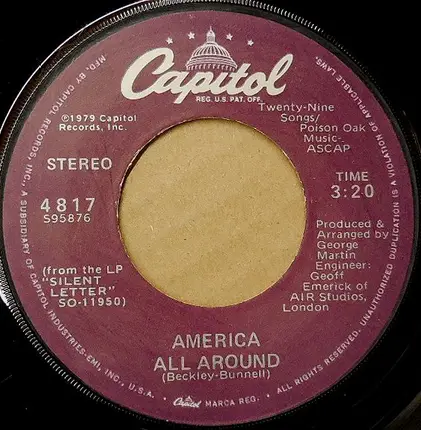 Capitol
REG. U.S. PAT. OFF.
℗1979 Capitol
Records, Inc.
Twenty-Nine
Songs/
Poison Oak
Music-
ASCAP
STEREO
TIME
3:20
4817
S95876
(from the LP
"SILENT
LETTER"
SO-11950)
Produced &
Arranged by
George
Martin
Engineer:
Geoff
Emerick of
AIR Studios,
London
AMERICA
ALL AROUND
(Beckley-Bunnell)
MFG. BY CAPITOL RECORDS, INC., A SUBSIDIARY OF CAPITOL INDUSTRIES-EMI, INC., U.S.A. • Capitol MARCA REG. • ALL RIGHTS RESERVED. UNAUTHORIZED DUPLICATION IS A VIOLATION OF APPLICABLE LAWS.